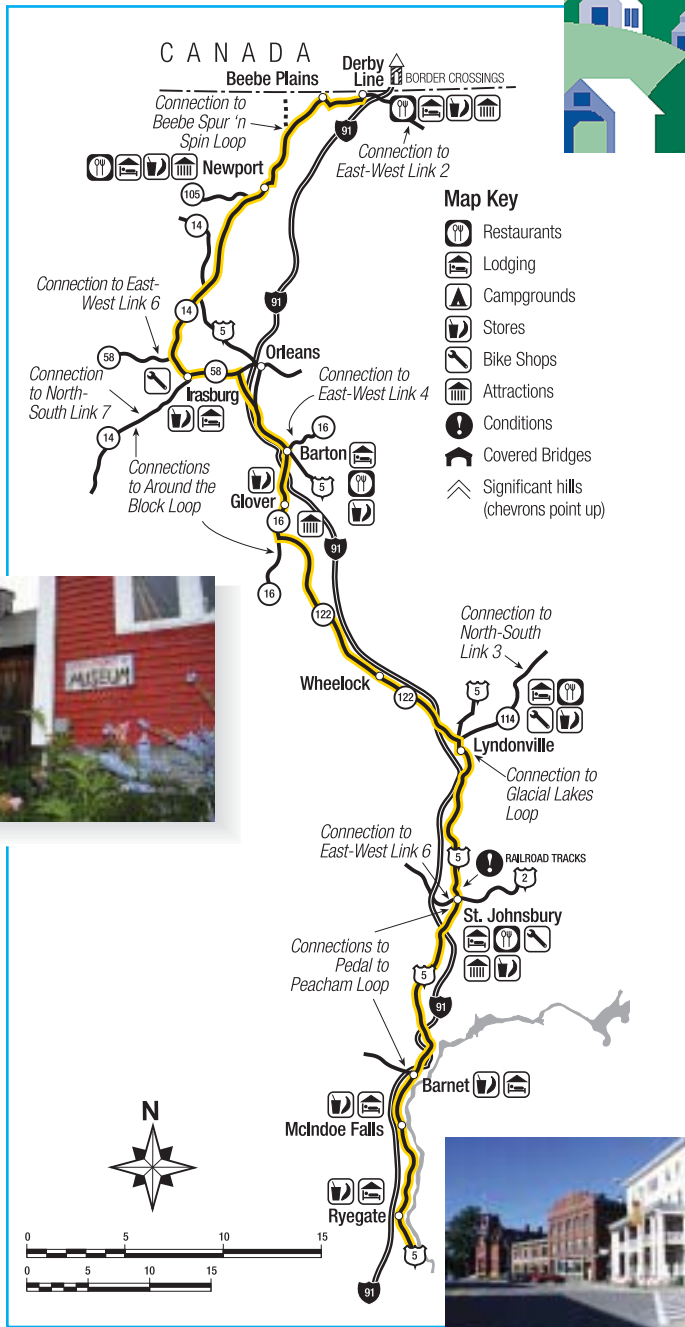 CANADA
Beebe Plains
Derby
Line
BORDER CROSSINGS
Connection to
Beebe Spur 'n
Spin Loop
91
Connection to
East-West Link 2
Newport
105
14
Map Key
Restaurants
Lodging
Campgrounds
Stores
Bike Shops
Attractions
Conditions
Covered Bridges
Significant hills
(chevrons point up)
Connection to East-
West Link 6
91
14
5
Orleans
58
58
Connection
to North-
South Link 7
Irasburg
Connection to
East-West Link 4
14
16
Barton
Connections
to Around the
Block Loop
5
Glover
16
91
16
122
MUSEUM
Connection to
North-South
Link 3
Wheelock
122
5
114
Lyndonville
Connection to
Glacial Lakes
Loop
Connection to
East-West Link 6
5
RAILROAD TRACKS
2
St. Johnsbury
Connections to
Pedal to
Peacham Loop
5
91
Barnet
McIndoe Falls
N
Ryegate
0 5 10 15
5
0 5 10 15
91